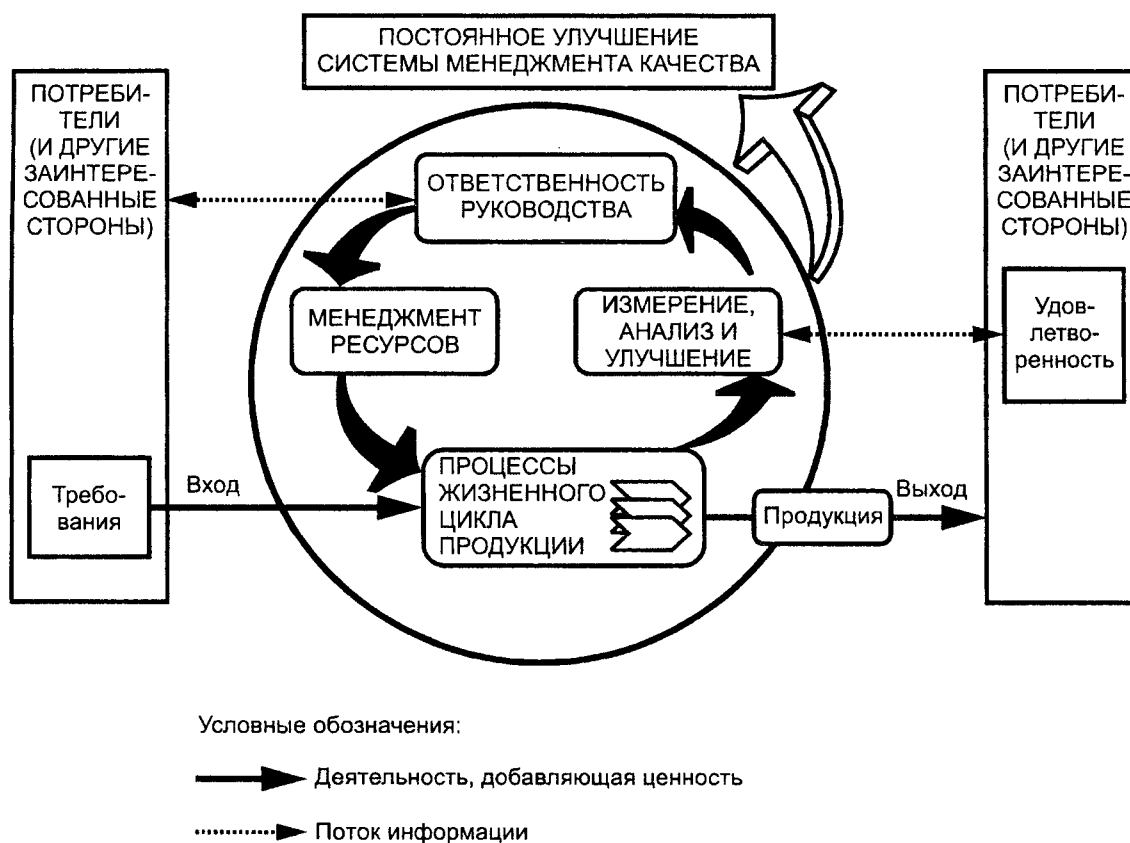 ПОСТОЯННОЕ УЛУЧШЕНИЕ
СИСТЕМЫ МЕНЕДЖМЕНТА КАЧЕСТВА
ПОТРЕБИ-
ТЕЛИ
(И ДРУГИЕ
ЗАИНТЕРЕ-
СОВАННЫЕ
СТОРОНЫ)
ПОТРЕБИ-
ТЕЛИ
(И ДРУГИЕ
ЗАИНТЕРЕ-
СОВАННЫЕ
СТОРОНЫ)
ОТВЕТСТВЕННОСТЬ
РУКОВОДСТВА
МЕНЕДЖМЕНТ
РЕСУРСОВ
ИЗМЕРЕНИЕ,
АНАЛИЗ И
УЛУЧШЕНИЕ
Удов-
летво-
ренность
Требо-
вания
Вход
ПРОЦЕССЫ
ЖИЗНЕННОГО
ЦИКЛА
ПРОДУКЦИИ
Продукция
Выход
Условные обозначения:
Деятельность, добавляющая ценность
Поток информации